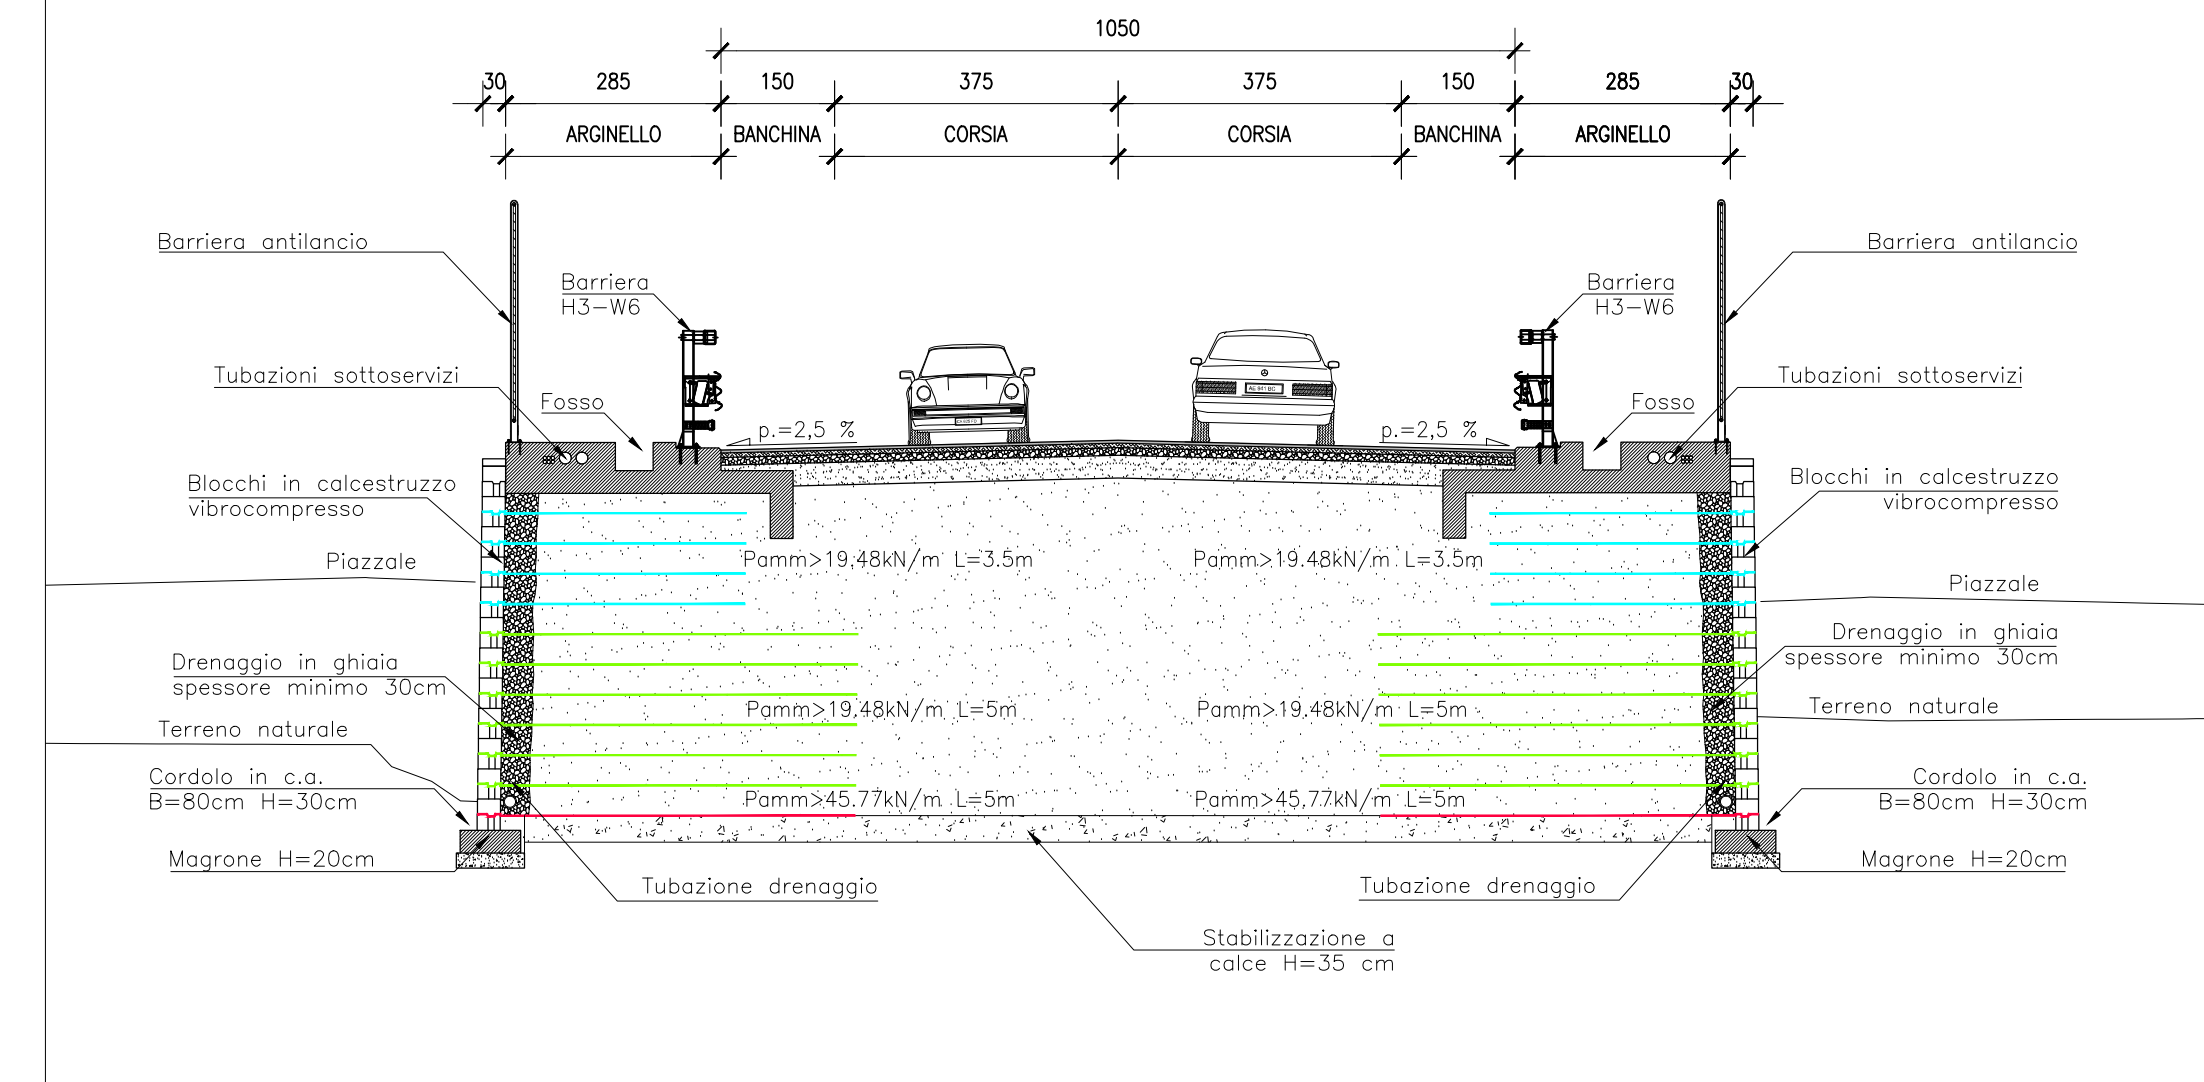 1050
30 285 150 375 375 150 285 30
ARGINELLO BANCHINA CORSIA CORSIA BANCHINA ARGINELLO
Barriera antilancio
Barriera antilancio
Barriera
H3-W6
Barriera
H3-W6
Tubazioni sottoservizi
Tubazioni sottoservizi
Fosso
Fosso
p.=2,5 %
p.=2,5 %
AE 941 BC
Blocchi in calcestruzzo
vibrocompresso
Blocchi in calcestruzzo
vibrocompresso
Piazzale
Pamm>19.48kN/m L=3.5m
Pamm>19.48kN/m L=3.5m
Piazzale
Drenaggio in ghiaia
spessore minimo 30cm
Drenaggio in ghiaia
spessore minimo 30cm
Pamm>19.48kN/m L=5m
Pamm>19.48kN/m L=5m
Terreno naturale
Terreno naturale
Cordolo in c.a.
B=80cm H=30cm
Pamm>45.77kN/m L=5m
Pamm>45.77kN/m L=5m
Cordolo in c.a.
B=80cm H=30cm
Magrone H=20cm
Magrone H=20cm
Tubazione drenaggio
Tubazione drenaggio
Stabilizzazione a
calce H=35 cm